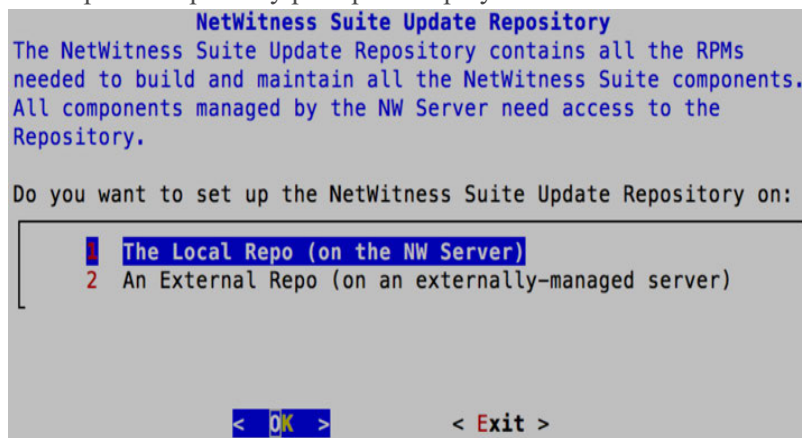 NetWitness Suite Update Repository
The NetWitness Suite Update Repository contains all the RPMs
needed to build and maintain all the NetWitness Suite components.
All components managed by the NW Server need access to the
Repository.
Do you want to set up the NetWitness Suite Update Repository on:
1 The Local Repo (on the NW Server)
2 An External Repo (on an externally-managed server)
< OK > < Exit >